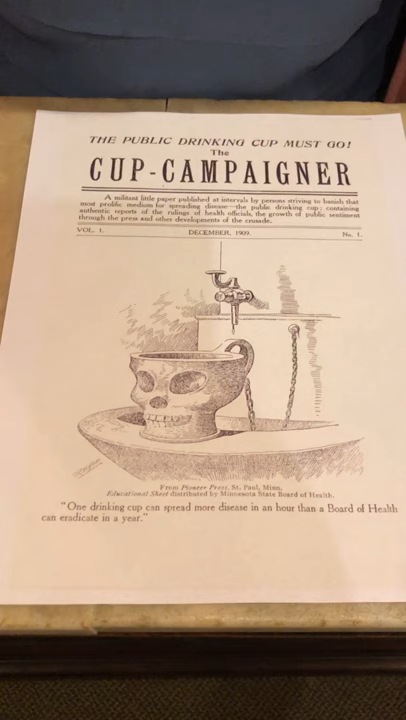 THE PUBLIC DRINKING CUP MUST GO!
The
CUP-CAMPAIGNER
A militant little paper published at intervals by persons striving to banish that
most prolific medium for spreading disease—the public drinking cup; containing
authentic reports of the rulings of health officials, the growth of public sentiment
through the press and other developments of the crusade.
VOL. 1. DECEMBER, 1909. No. 1.
From Pioneer Press, St. Paul, Minn.
Educational Sheet distributed by Minnesota State Board of Health.
"One drinking cup can spread more disease in an hour than a Board of Health
can eradicate in a year."